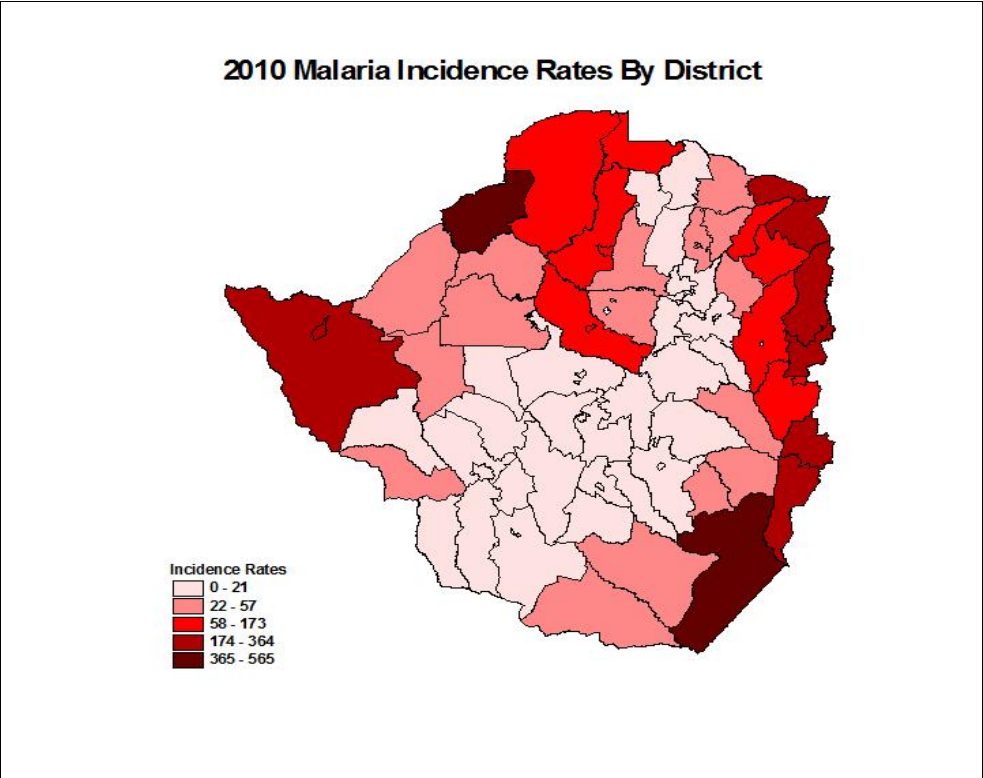 2010 Malaria Incidence Rates By District
Incidence Rates
0 - 21
22 - 57
58 - 173
174 - 364
365 - 565